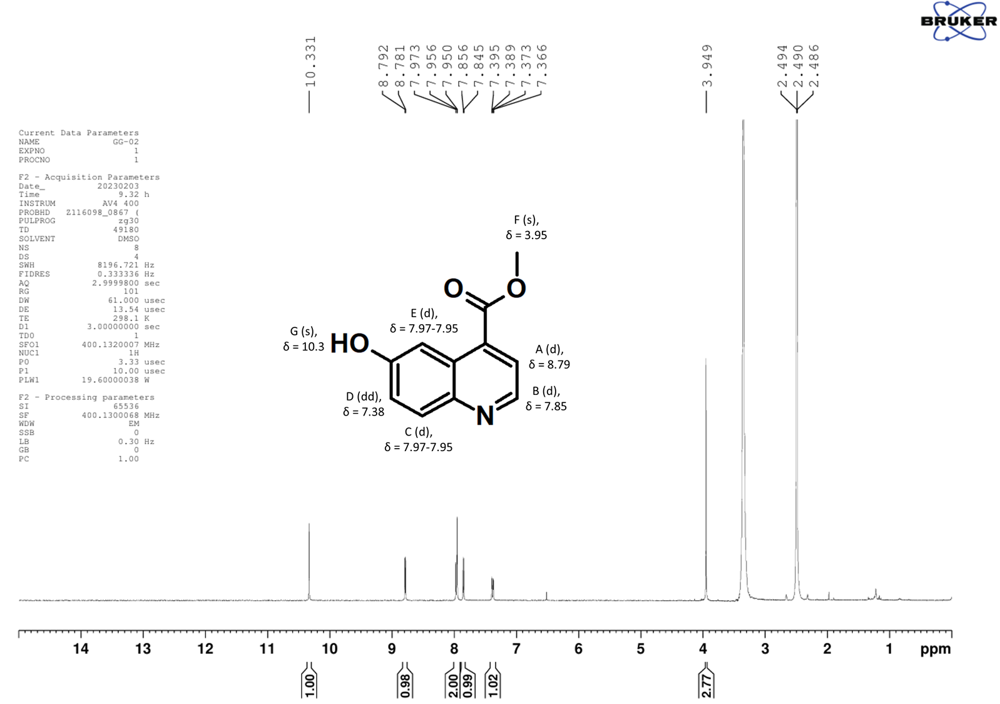 BRUKER
10.331
8.792
8.781
7.973
7.956
7.950
7.856
7.845
7.395
7.389
7.373
7.366
3.949
2.494
2.490
2.486
Current Data Parameters
NAME GG-02
EXPNO 1
PROCNO 1
F2 - Acquisition Parameters
Date_ 20230203
Time 9.32 h
INSTRUM AV4 400
PROBHD Z116098_0867 (
PULPROG zg30
TD 49180
SOLVENT DMSO
NS 8
DS 4
SWH 8196.721 Hz
FIDRES 0.333336 Hz
AQ 2.9999800 sec
RG 101
DW 61.000 usec
DE 13.54 usec
TE 298.1 K
D1 3.00000000 sec
TD0 1
SFO1 400.1320007 MHz
NUC1 1H
P0 3.33 usec
P1 10.00 usec
PLW1 19.60000038 W
F2 - Processing parameters
SI 65536
SF 400.1300068 MHz
WDW EM
SSB 0
LB 0.30 Hz
GB 0
PC 1.00
F (s),
δ = 3.95
O
O
E (d),
δ = 7.97-7.95
G (s),
δ = 10.3
HO
A (d),
δ = 8.79
B (d),
δ = 7.85
D (dd),
δ = 7.38
N
C (d),
δ = 7.97-7.95
14 13 12 11 10 9 8 7 6 5 4 3 2 1 ppm
1.00
0.98
2.00
0.99
1.02
2.77